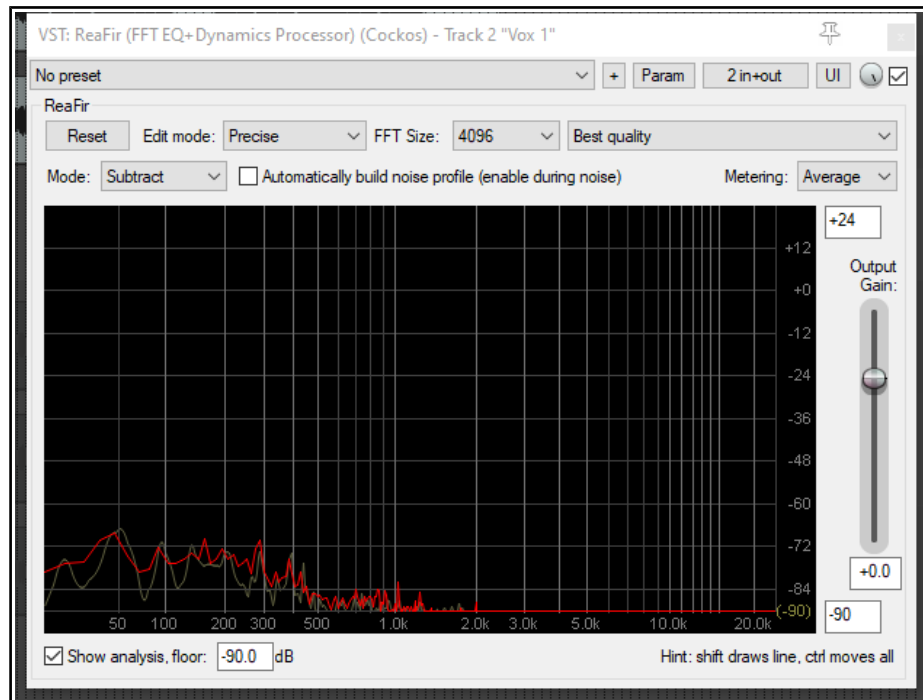 VST: ReaFir (FFT EQ+Dynamics Processor) (Cockos) - Track 2 "Vox 1"
No preset + Param 2 in+out UI
ReaFir
Reset Edit mode: Precise FFT Size: 4096 Best quality
Mode: Subtract Automatically build noise profile (enable during noise) Metering: Average
+24
+12
Output
Gain:
+0
-12
-24
-36
-48
-60
-72
+0.0
-84
(-90) -90
50 100 200 300 500 1.0k 2.0k 3.0k 5.0k 10.0k 20.0k
Show analysis, floor: -90.0 dB Hint: shift draws line, ctrl moves all